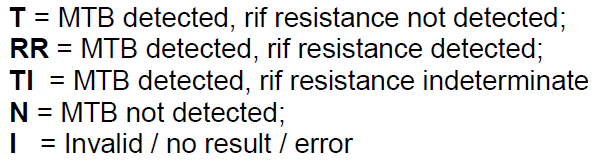 T = MTB detected, rif resistance not detected;
RR = MTB detected, rif resistance detected;
TI = MTB detected, rif resistance indeterminate
N = MTB not detected;
I = Invalid / no result / error